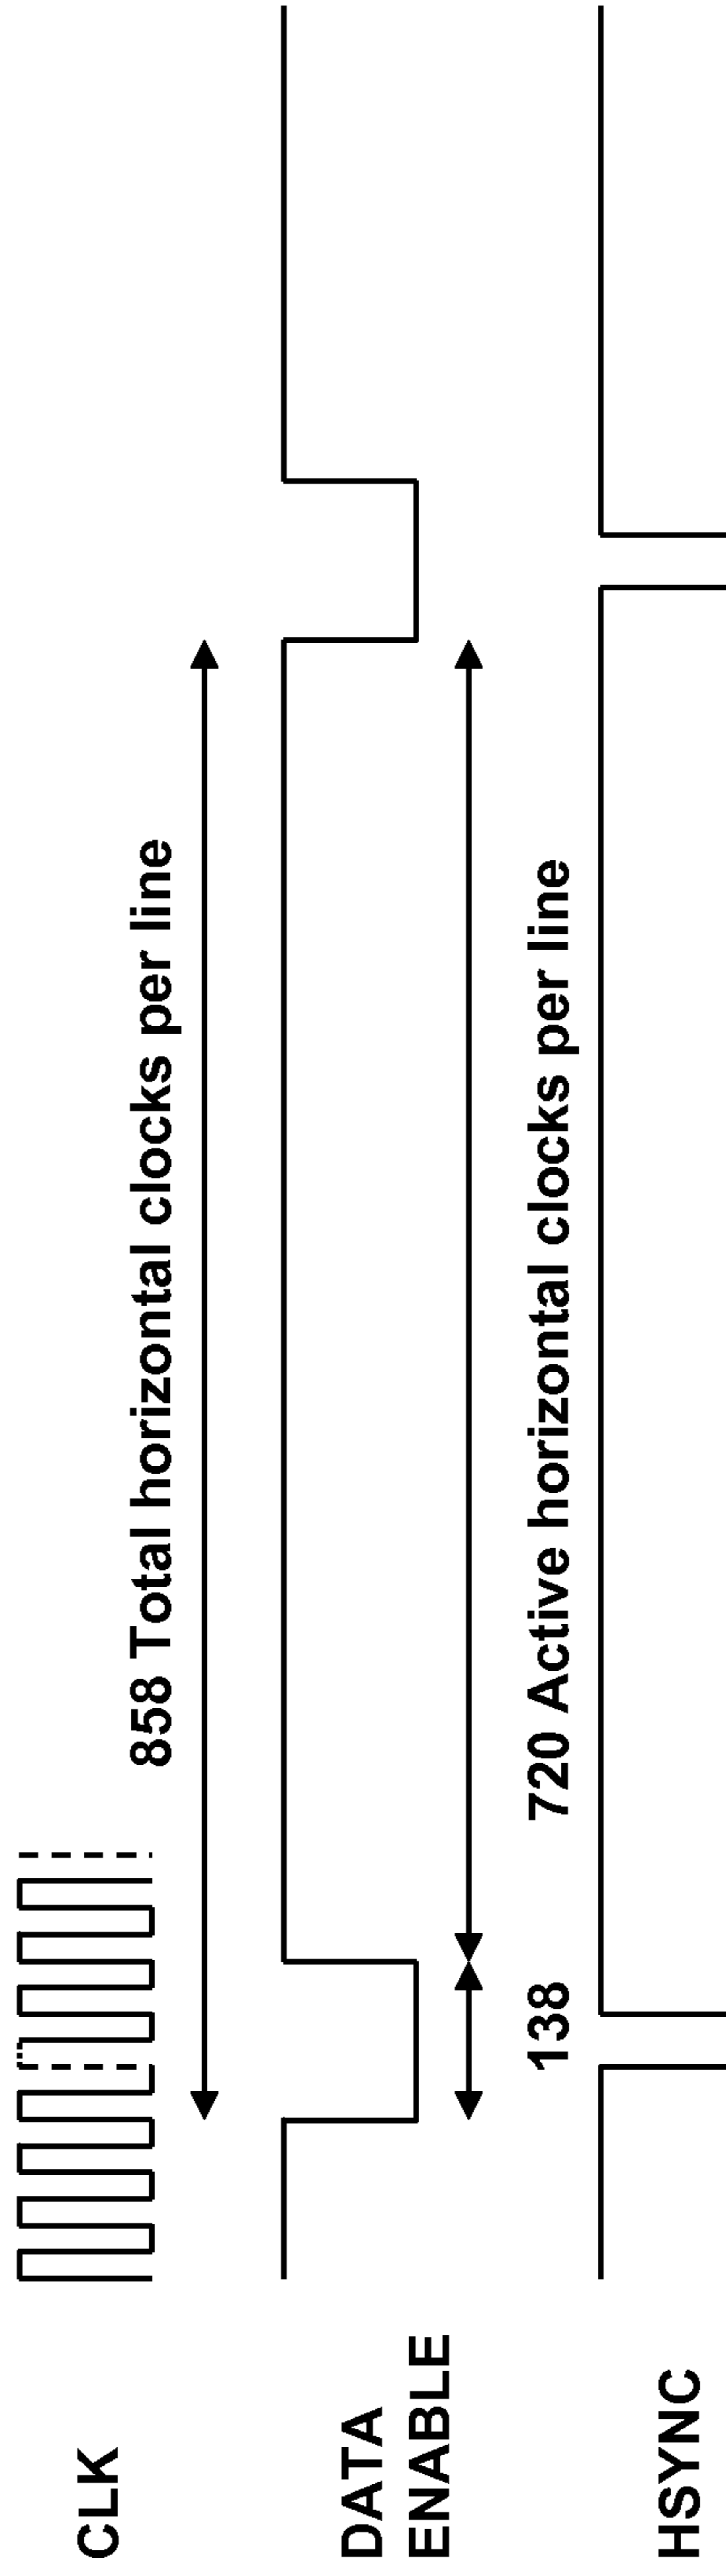 CLK
858 Total horizontal clocks per line
DATA
ENABLE
138
720 Active horizontal clocks per line
HSYNC